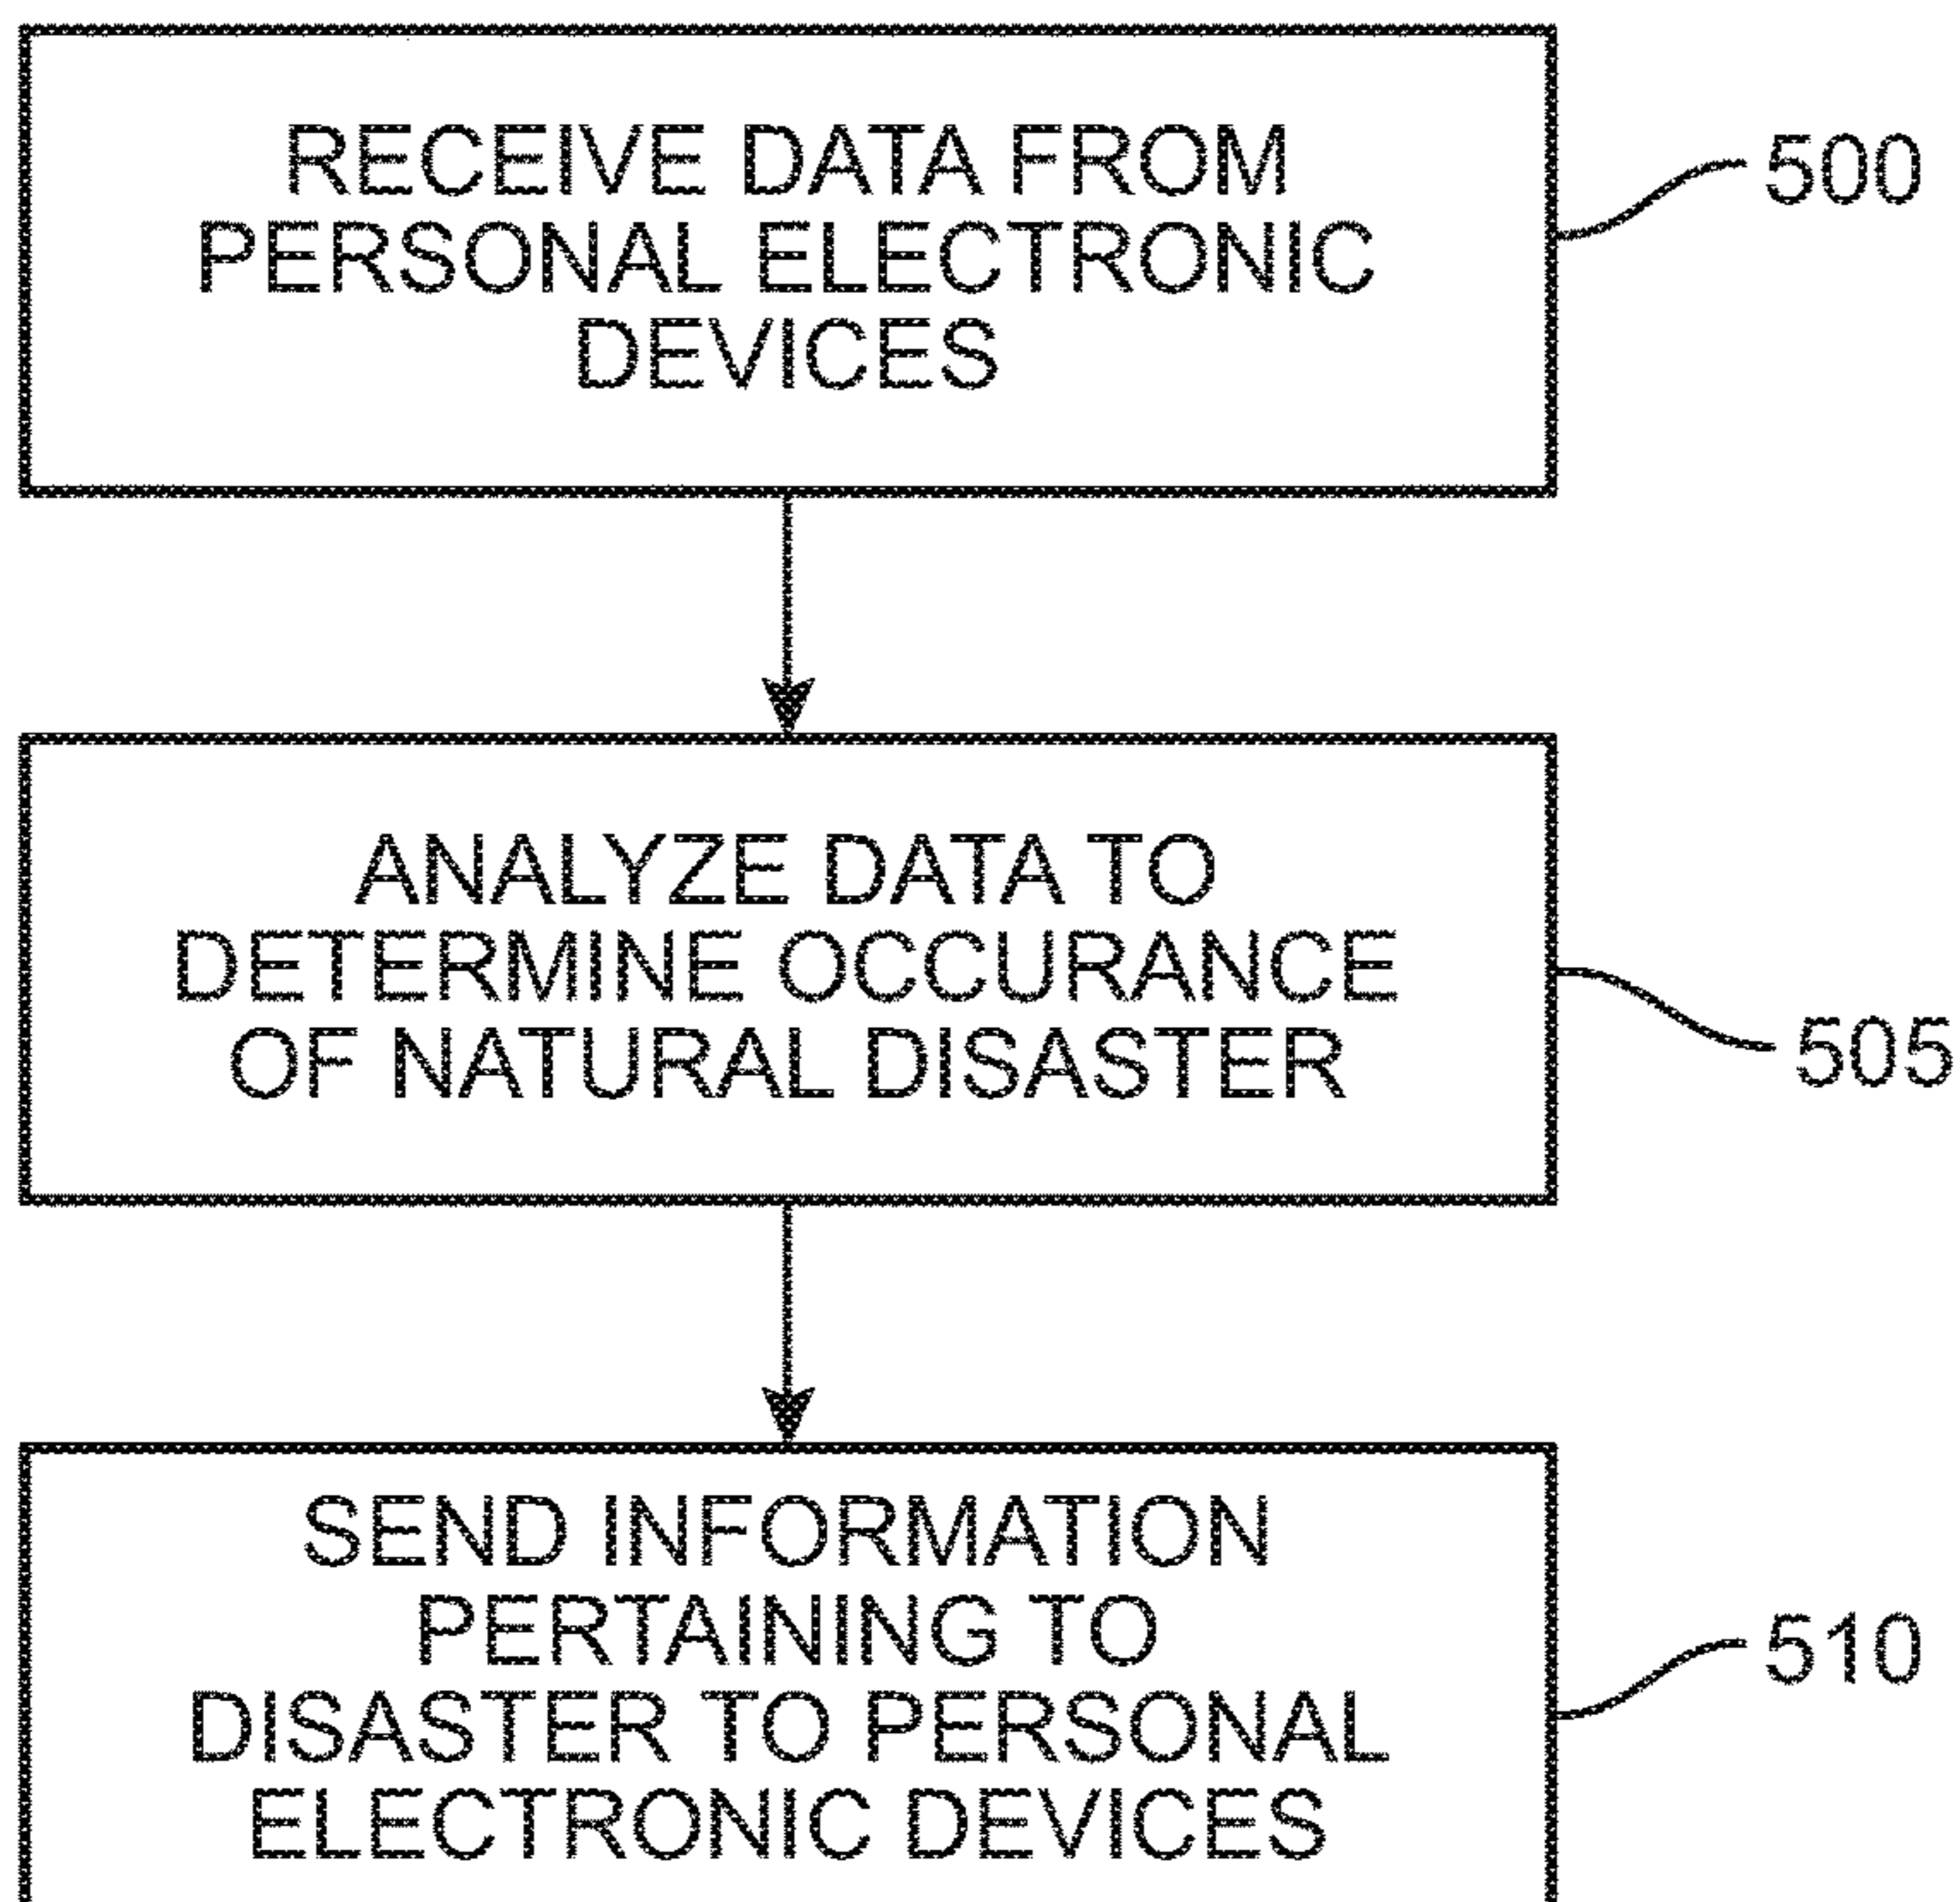 RECEIVE DATA FROM
PERSONAL ELECTRONIC
DEVICES
500
ANALYZE DATA TO
DETERMINE OCCURANCE
OF NATURAL DISASTER
505
SEND INFORMATION
PERTAINING TO
DISASTER TO PERSONAL
ELECTRONIC DEVICES
510